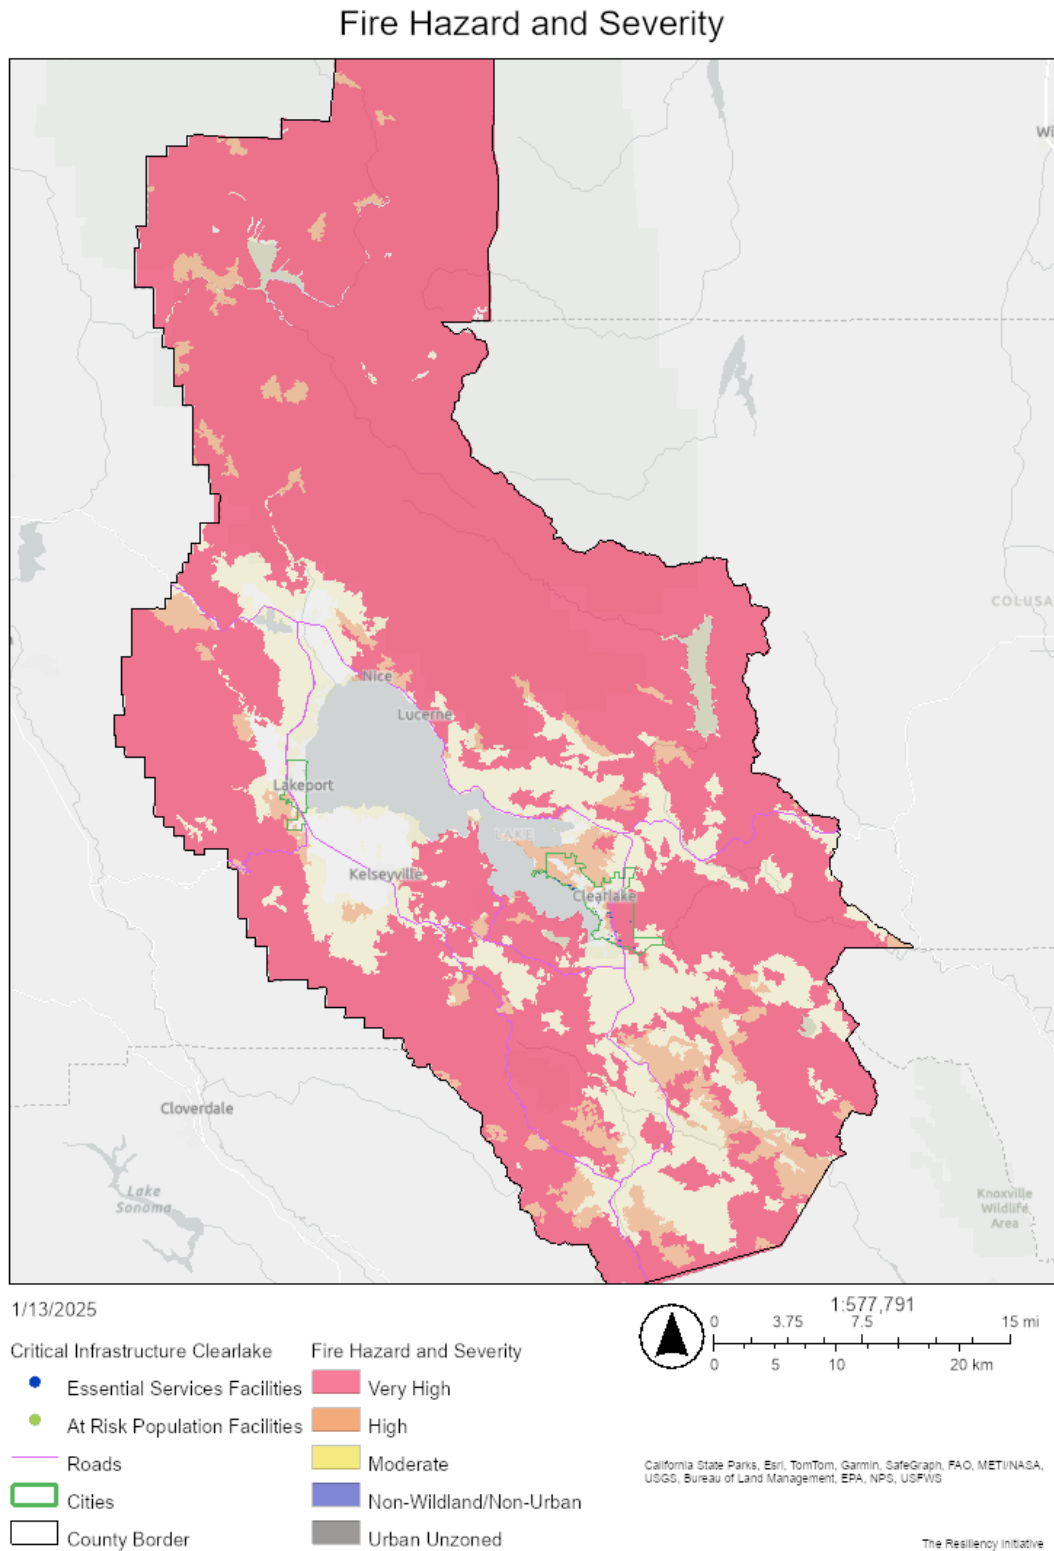 Fire Hazard and Severity
Wi
COLUSA
Nice
Lucerne
Lakeport
LAKE
Kelseyville
Clearlake
Cloverdale
Lake
Sonoma
Knoxville
Wildlife
Area
1/13/2025
1:577,791
0 3.75 7.5 15 mi
0 5 10 20 km
Critical Infrastructure Clearlake
Essential Services Facilities
At Risk Population Facilities
Roads
Cities
County Border
Fire Hazard and Severity
Very High
High
Moderate
Non-Wildland/Non-Urban
Urban Unzoned
California State Parks, Esri, TomTom, Garmin, SafeGraph, FAO, METI/NASA,
USGS, Bureau of Land Management, EPA, NPS, USFWS
The Resiliency Initiative